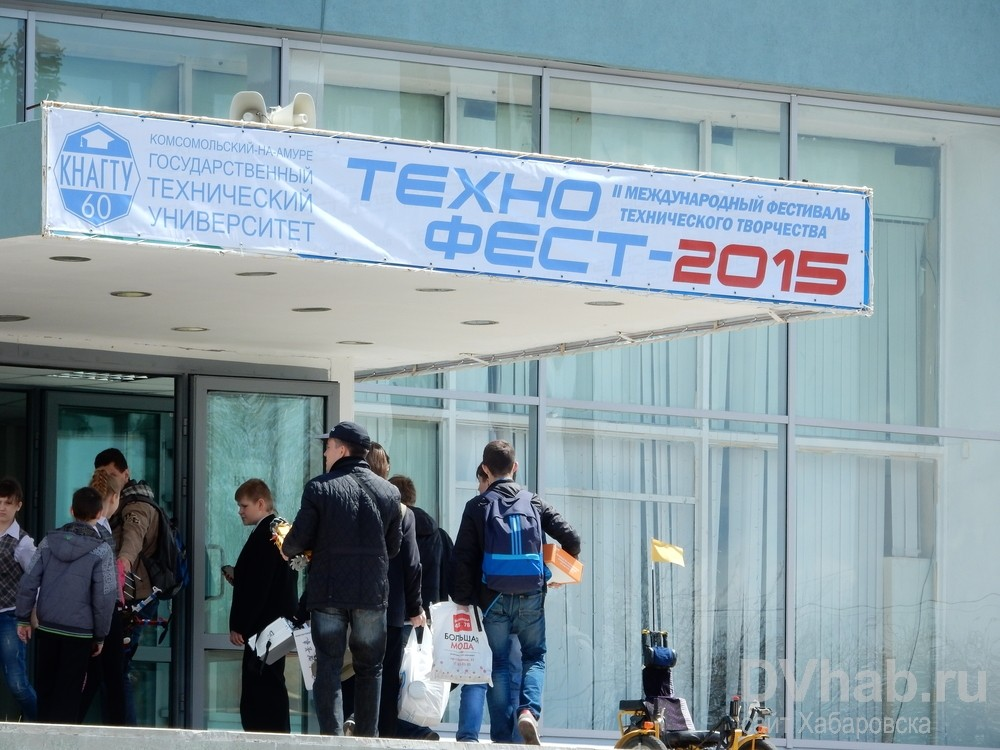 КНАГТУ
60
КОМСОМОЛЬСКИЙ-НА-АМУРЕ
ГОСУДАРСТВЕННЫЙ
ТЕХНИЧЕСКИЙ
УНИВЕРСИТЕТ
ТЕХНО
ФЕСТ-2015
II МЕЖДУНАРОДНЫЙ ФЕСТИВАЛЬ
ТЕХНИЧЕСКОГО ТВОРЧЕСТВА
БОЛЬШАЯ
МОДА
DVhab.ru
сайт Хабаровска